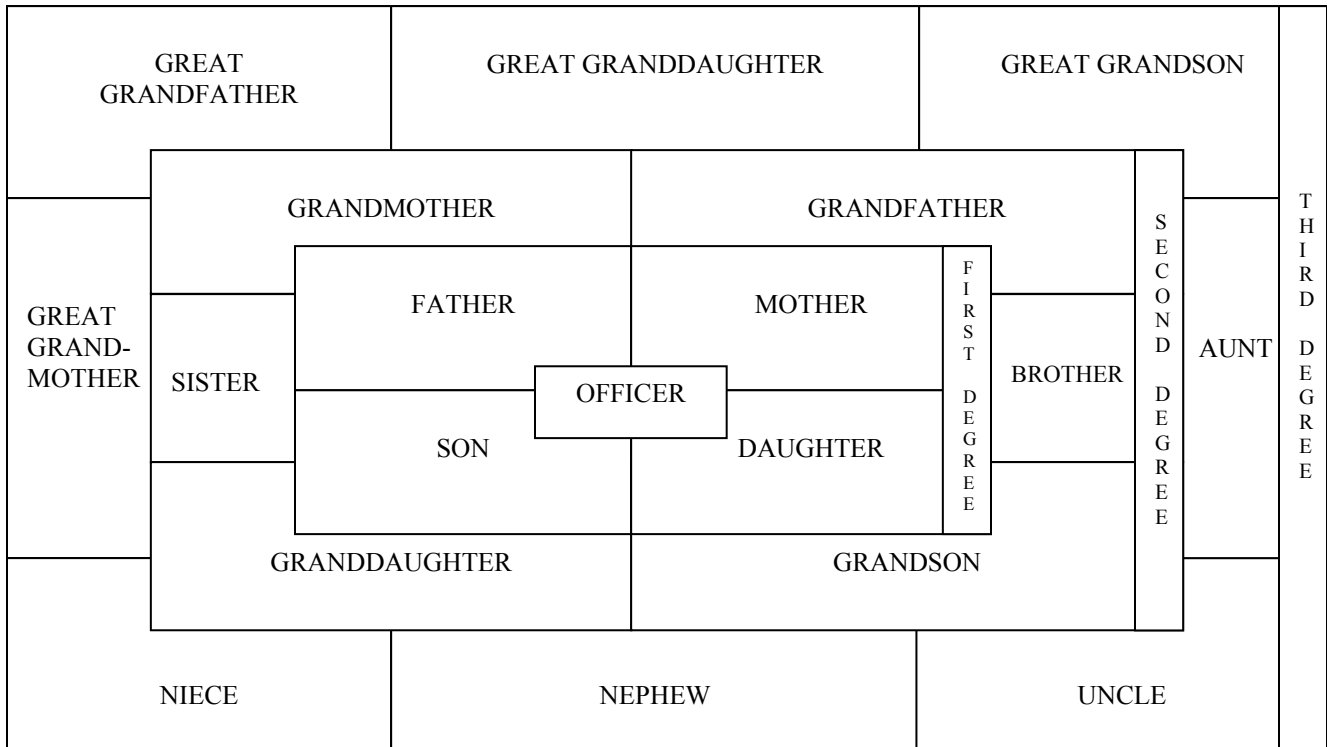 GREAT
GRANDFATHER
GREAT GRANDDAUGHTER
GREAT GRANDSON
GRANDMOTHER
GRANDFATHER
FATHER
MOTHER
GREAT
GRAND-
MOTHER
SISTER
OFFICER
BROTHER
AUNT
SON
DAUGHTER
FIRST DEGREE
SECOND DEGREE
THIRD DEGREE
GRANDDAUGHTER
GRANDSON
NIECE
NEPHEW
UNCLE